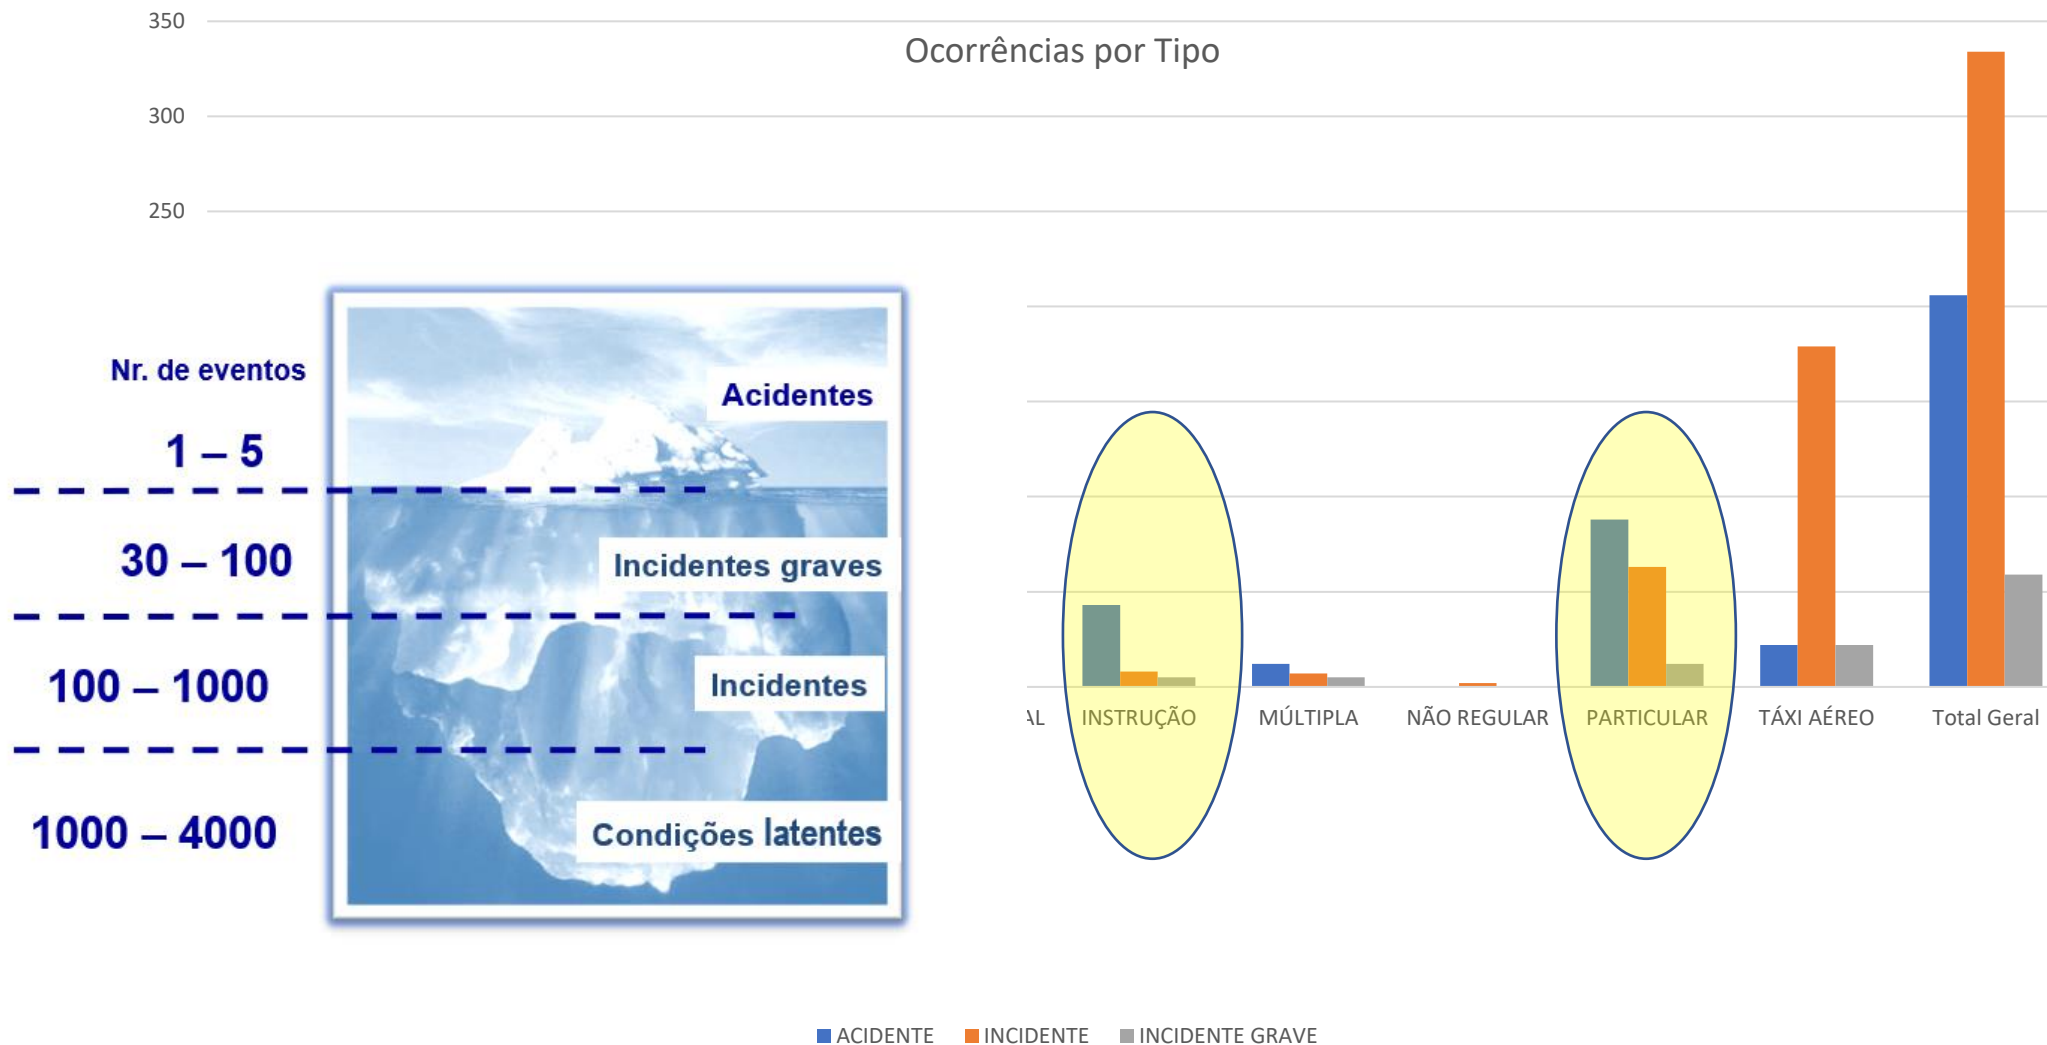 Ocorrências por Tipo
350
300
250
Nr. de eventos
1 – 5
30 – 100
100 – 1000
1000 – 4000
Acidentes
Incidentes graves
Incidentes
Condições latentes
AL
INSTRUÇÃO
MÚLTIPLA
NÃO REGULAR
PARTICULAR
TÁXI AÉREO
Total Geral
ACIDENTE
INCIDENTE
INCIDENTE GRAVE